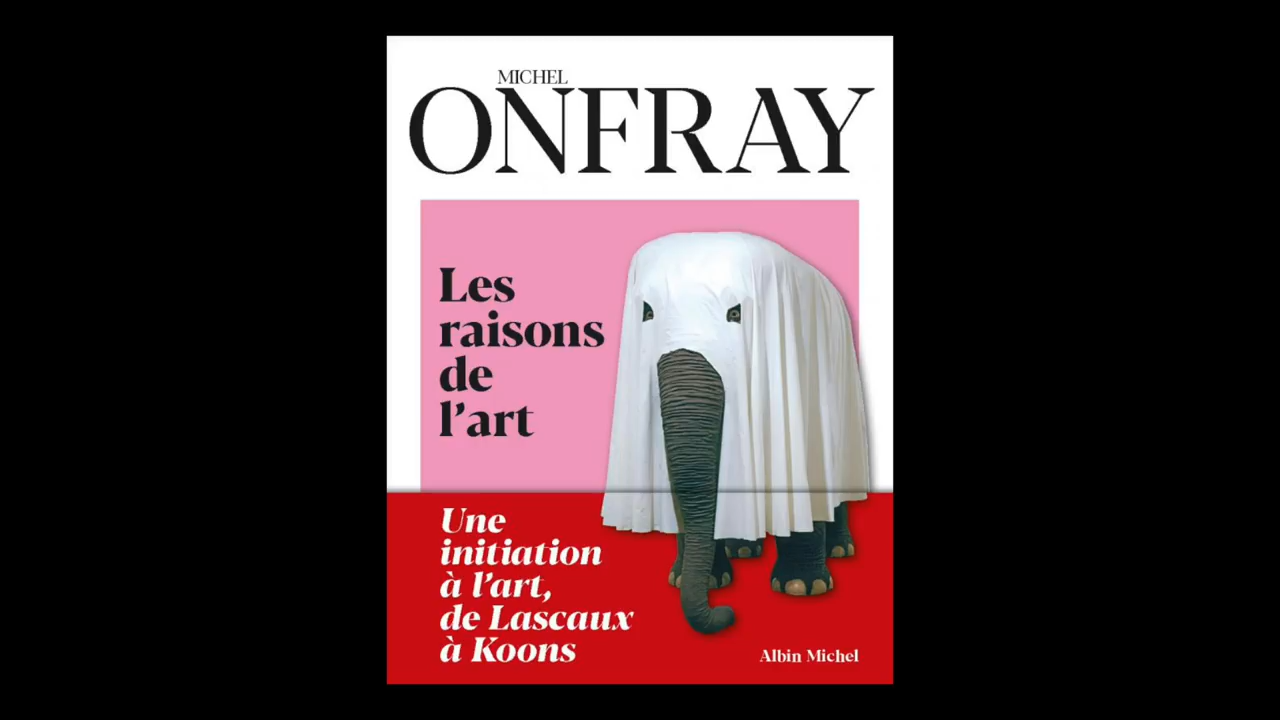 MICHEL
ONFRAY
Les
raisons
de
l'art
Une
initiation
à l'art,
de Lascaux
à Koons
Albin Michel